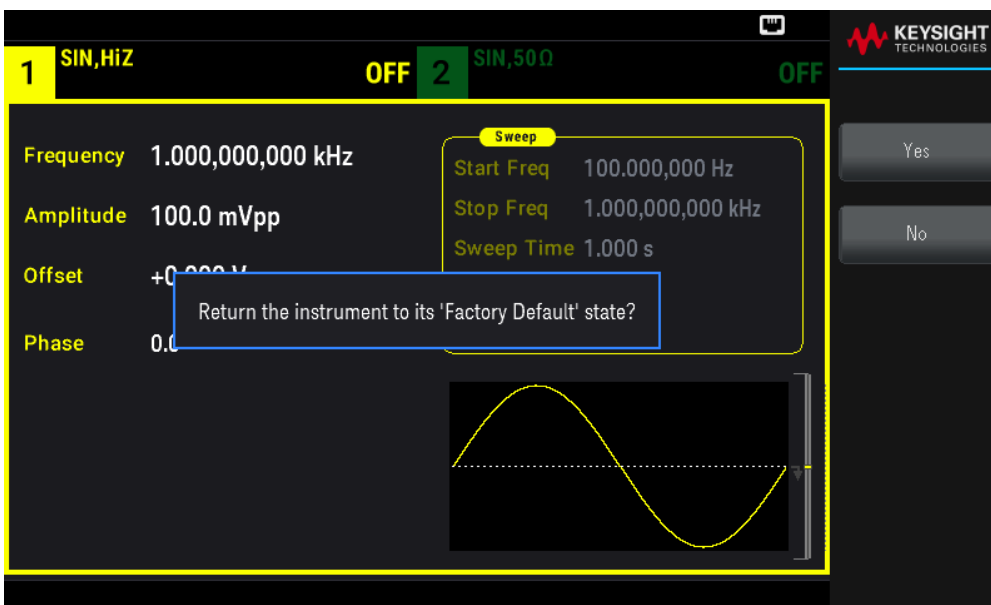 KEYSIGHT
TECHNOLOGIES
1 SIN,HiZ OFF 2 SIN,50Ω OFF
Sweep
Frequency 1.000,000,000 kHz
Start Freq 100.000,000 Hz
Amplitude 100.0 mVpp
Stop Freq 1.000,000,000 kHz
Sweep Time 1.000 s
Offset
Return the instrument to its 'Factory Default' state?
Phase
Yes
No